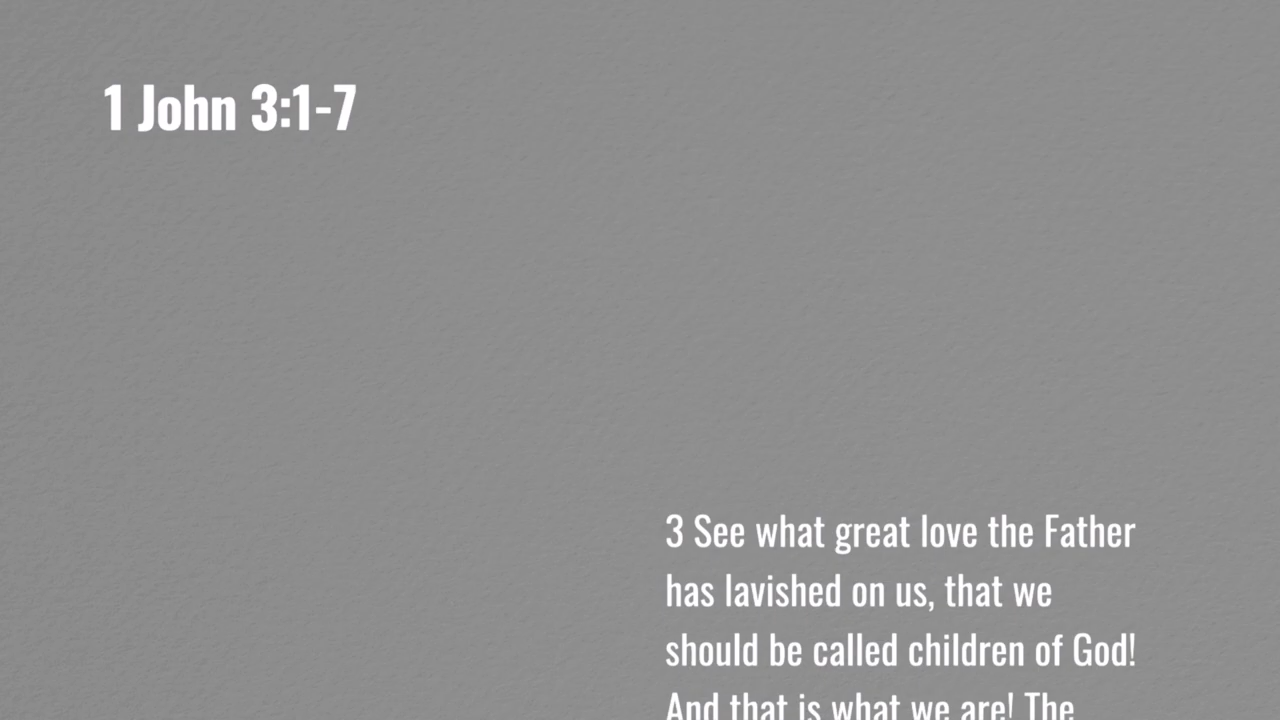 1 John 3:1-7
3 See what great love the Father
has lavished on us, that we
should be called children of God!
And that is what we are! The